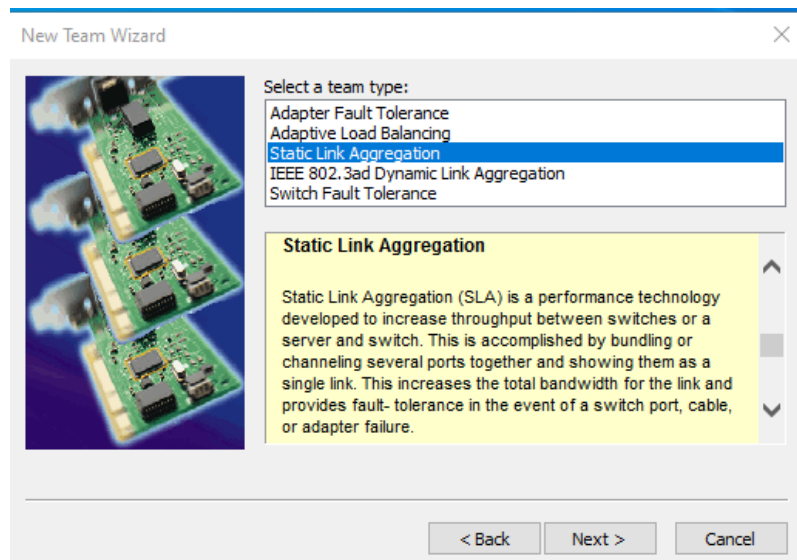 New Team Wizard
Select a team type:
Adapter Fault Tolerance
Adaptive Load Balancing
Static Link Aggregation
IEEE 802.3ad Dynamic Link Aggregation
Switch Fault Tolerance
Static Link Aggregation
Static Link Aggregation (SLA) is a performance technology
developed to increase throughput between switches or a
server and switch. This is accomplished by bundling or
channeling several ports together and showing them as a
single link. This increases the total bandwidth for the link and
provides fault- tolerance in the event of a switch port, cable,
or adapter failure.
< Back
Next >
Cancel